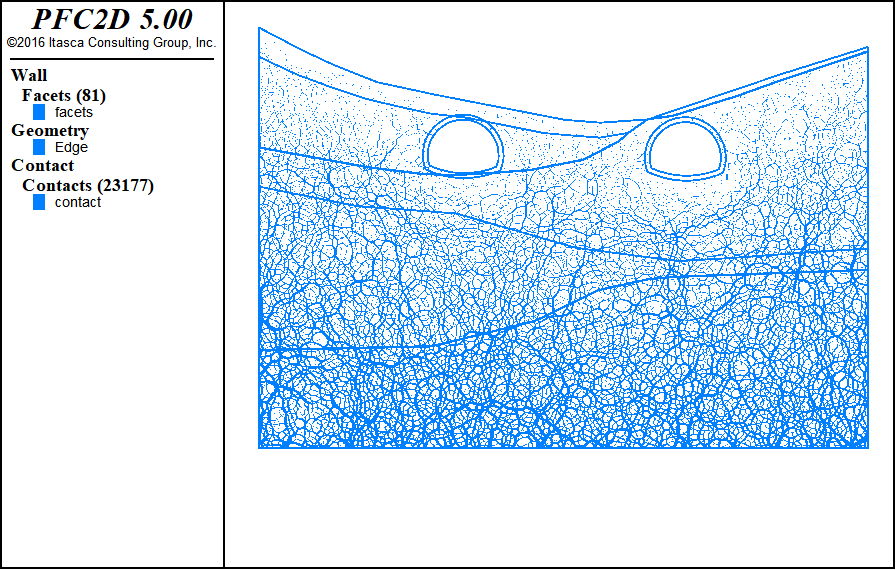 PFC2D 5.00
©2016 Itasca Consulting Group, Inc.
Wall
Facets (81)
facets
Geometry
Edge
Contact
Contacts (23177)
contact